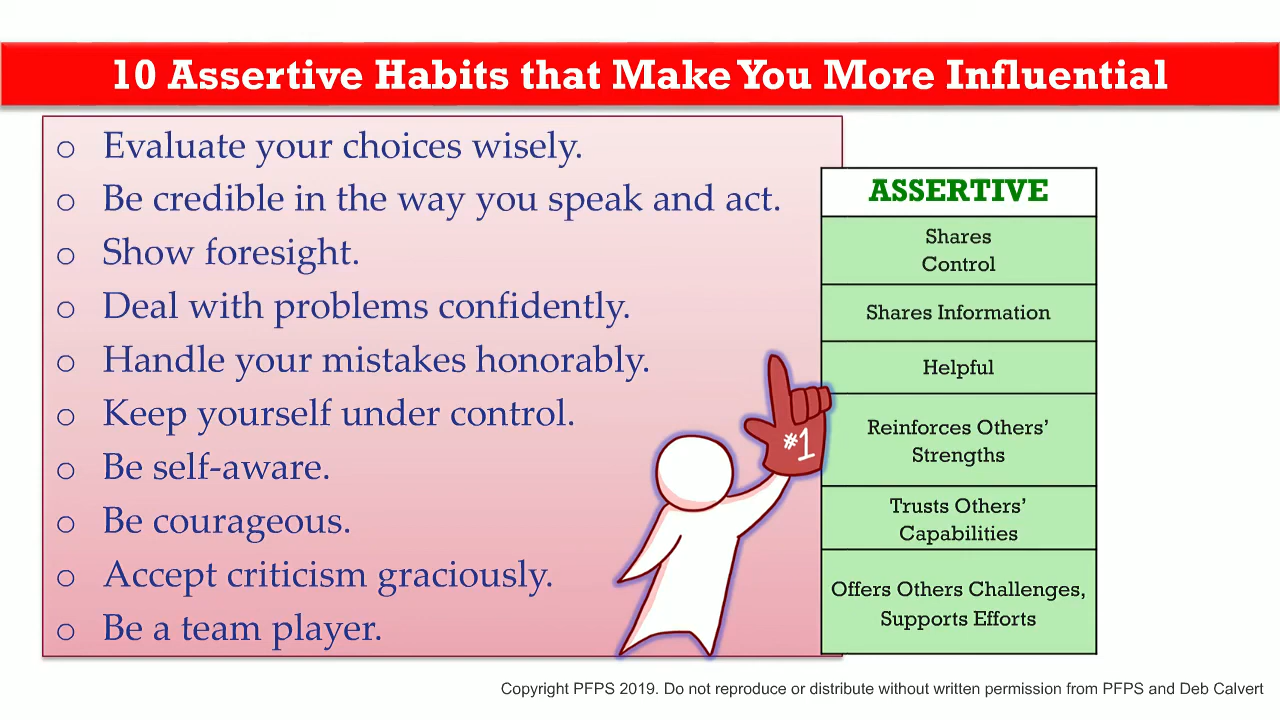 10 Assertive Habits that Make You More Influential
o Evaluate your choices wisely.
o Be credible in the way you speak and act.
o Show foresight.
o Deal with problems confidently.
o Handle your mistakes honorably.
o Keep yourself under control.
o Be self-aware.
o Be courageous.
o Accept criticism graciously.
o Be a team player.
#1
ASSERTIVE
Shares
Control
Shares Information
Helpful
Reinforces Others’
Strengths
Trusts Others’
Capabilities
Offers Others Challenges,
Supports Efforts
Copyright PFPS 2019. Do not reproduce or distribute without written permission from PFPS and Deb Calvert